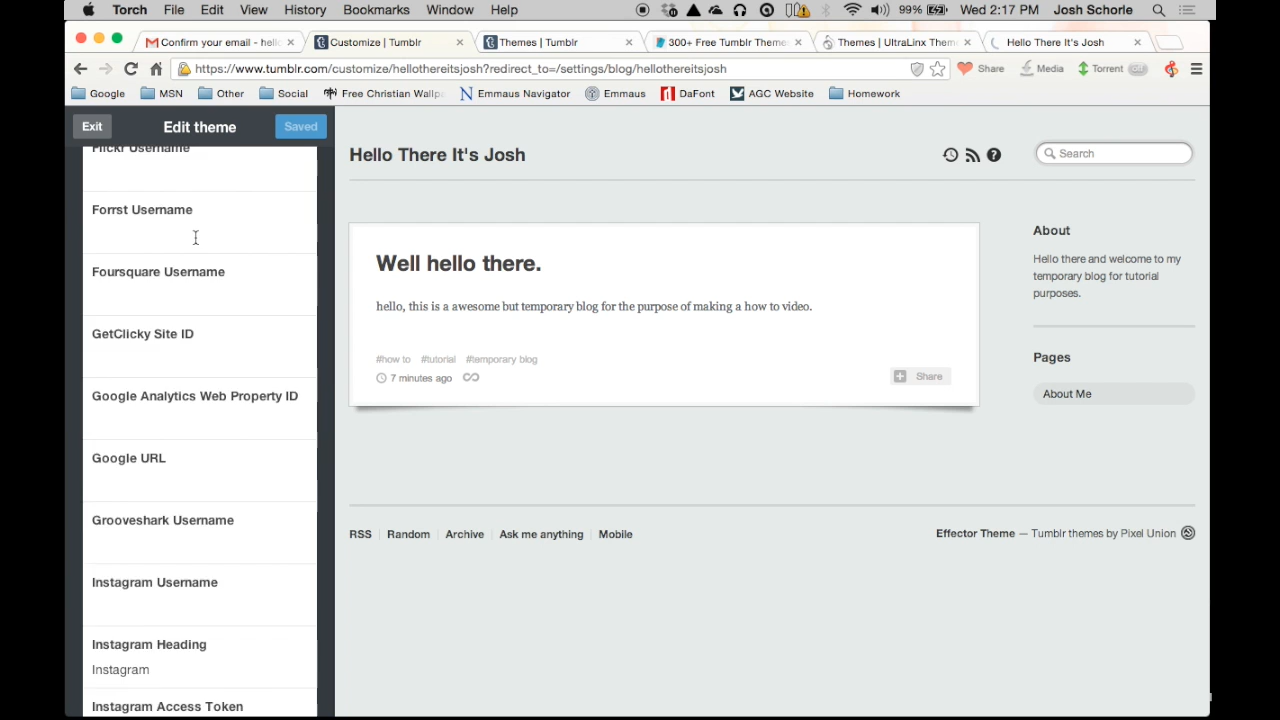 Torch File Edit View History Bookmarks Window Help 99% Wed 2:17 PM Josh Schorle
Confirm your email - hello Customize | Tumblr Themes | Tumblr 300+ Free Tumblr Themes UltraLinx Theme Hello There It's Josh
https://www.tumblr.com/customize/hellothereitsjosh?redirect_to=/settings/blog/hellothereitsjosh Share Media Torrent
Google MSN Other Social Free Christian Wallpa Emmaus Navigator Emmaus DaFont AGC Website Homework
Exit Edit theme Saved
Flickr Username
Forrst Username
Foursquare Username
GetClicky Site ID
Google Analytics Web Property ID
Google URL
Grooveshark Username
Instagram Username
Instagram Heading
Instagram
Instagram Access Token
Hello There It's Josh
Search
Well hello there.
hello, this is a awesome but temporary blog for the purpose of making a how to video.
#how to #tutorial #temporary blog
7 minutes ago
Share
About
Hello there and welcome to my
temporary blog for tutorial
purposes.
Pages
About Me
RSS Random Archive Ask me anything Mobile
Effector Theme — Tumblr themes by Pixel Union